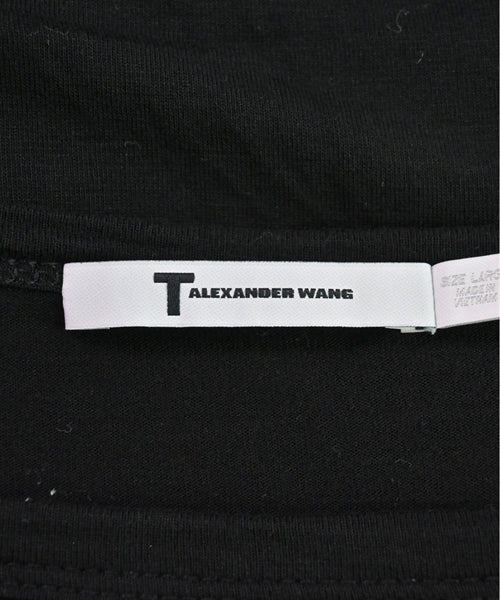 T ALEXANDER WANG
SIZE LARGE
MADE IN
VIETNAM